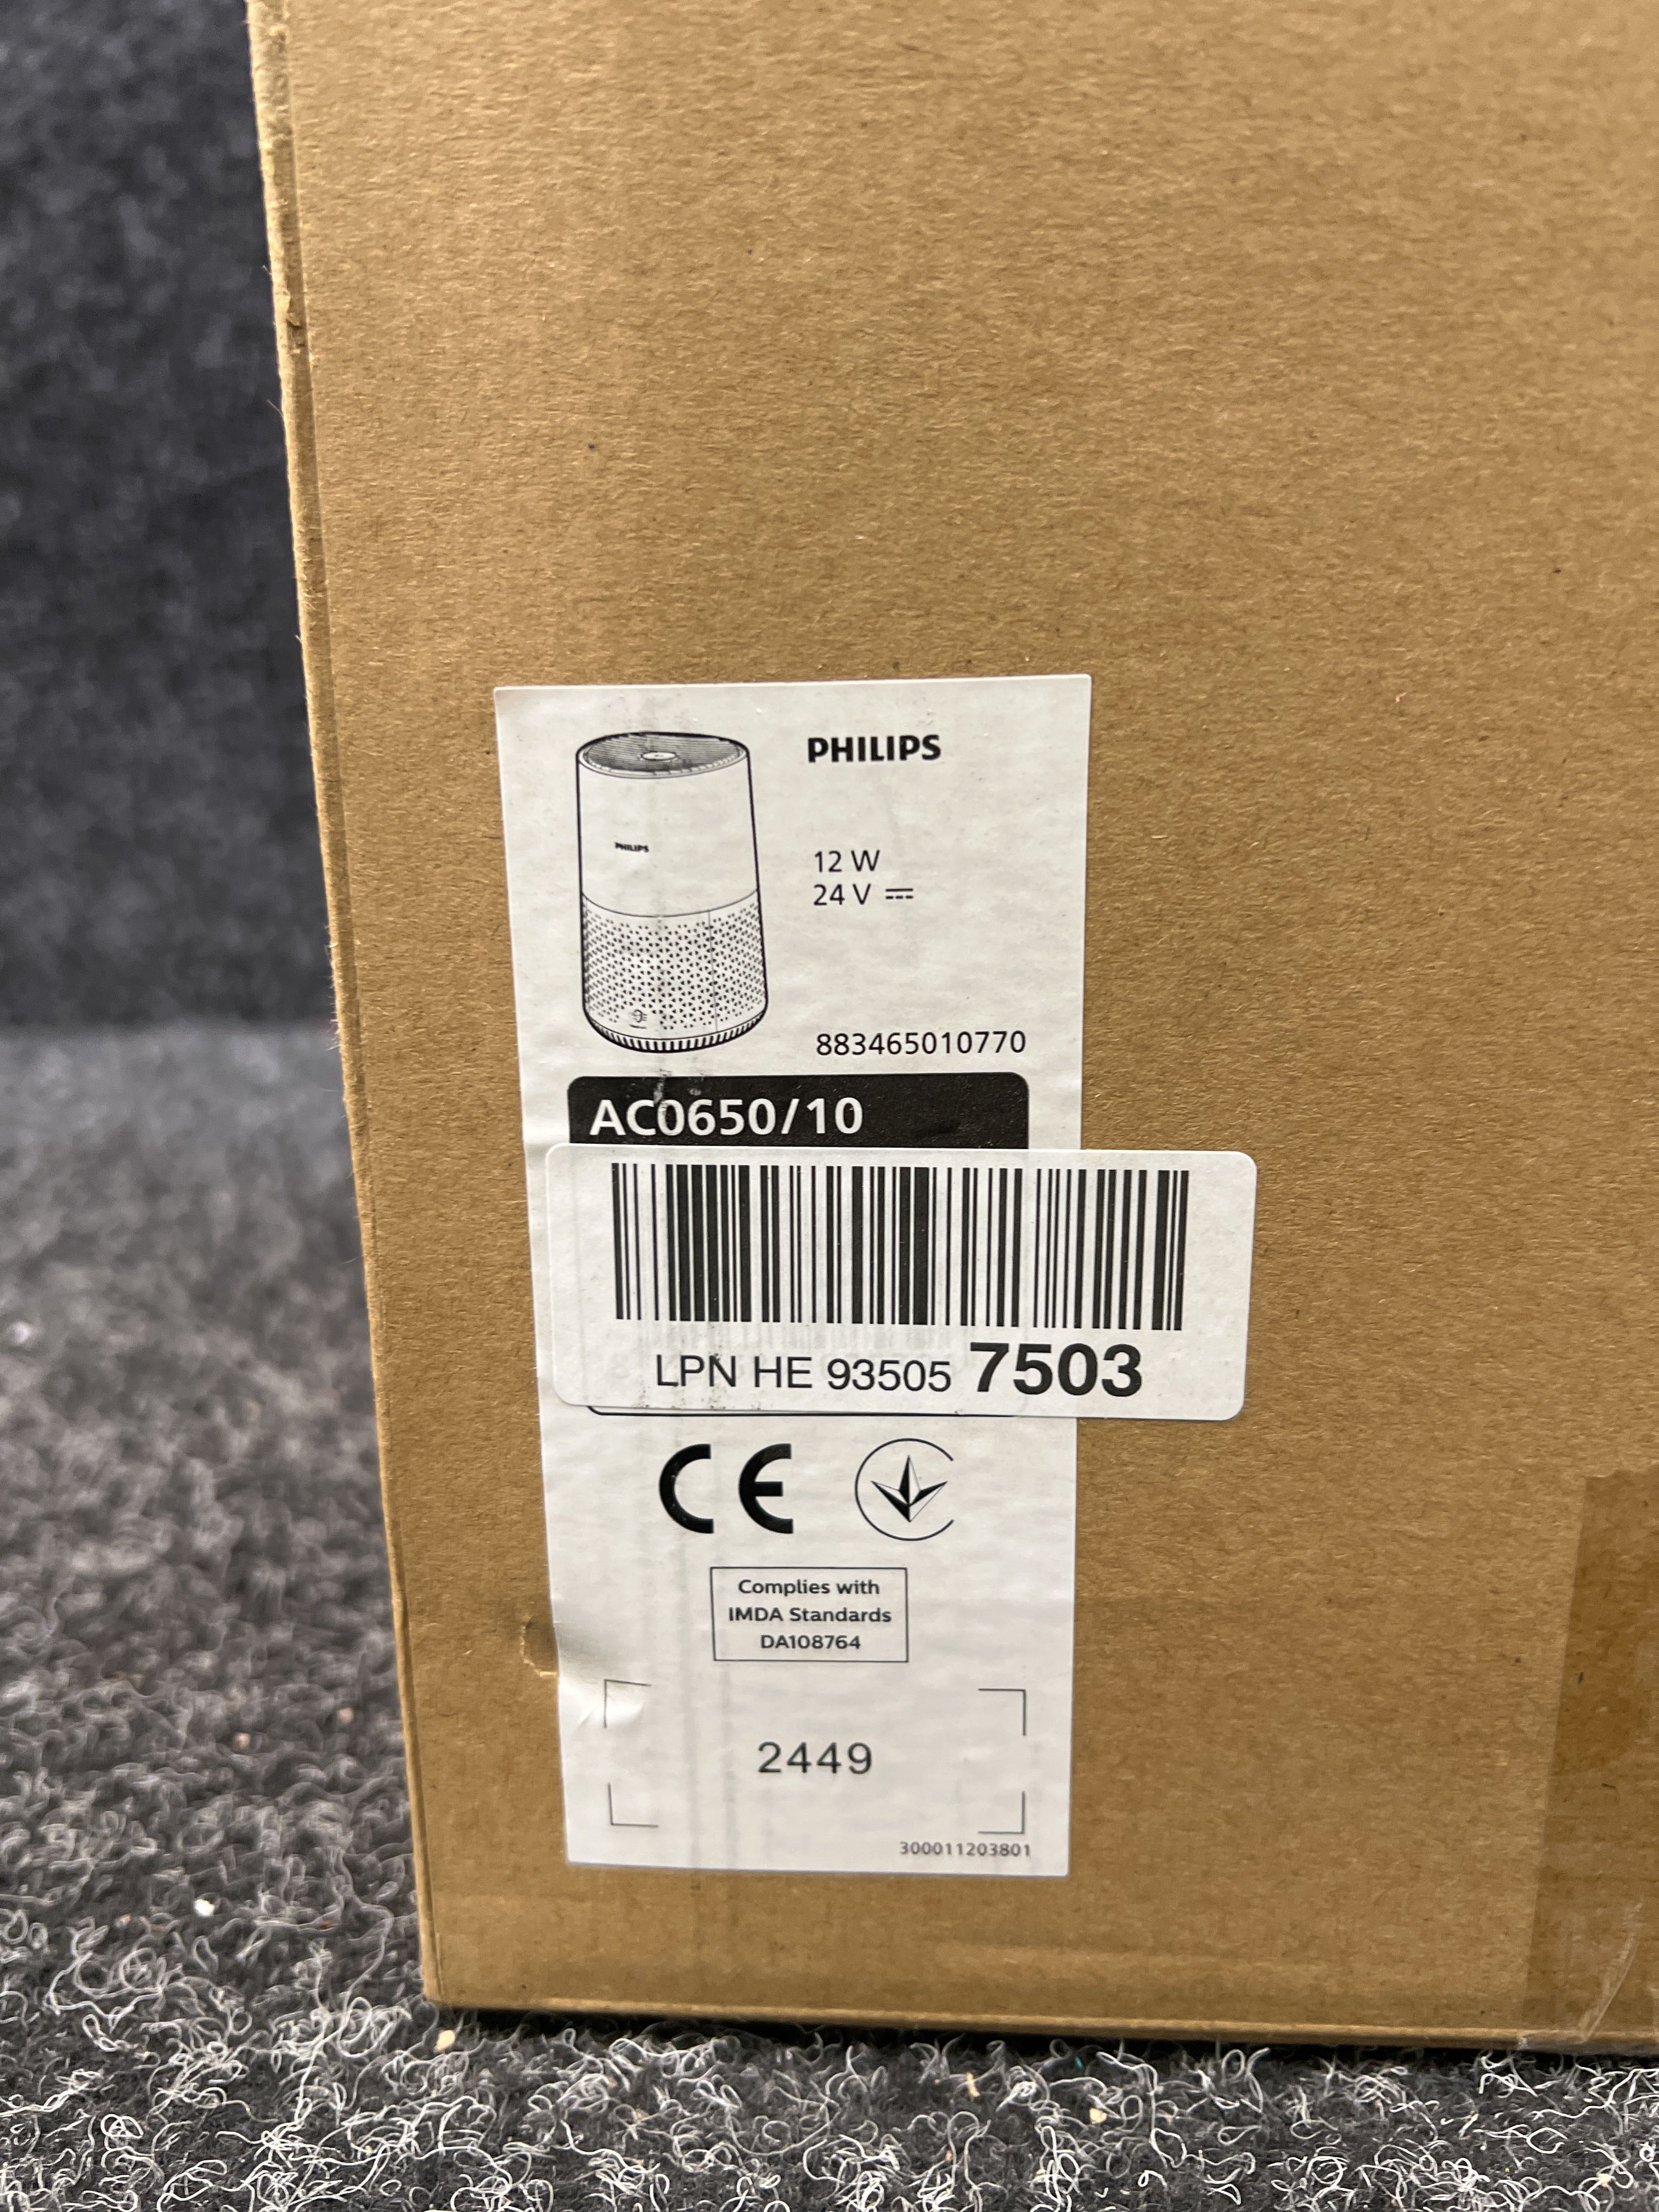 PHILIPS
PHILIPS
12 W
24 V
883465010770
AC0650/10
LPN HE 93505 7503
CE
Complies with
IMDA Standards
DA108764
2449
300011203801